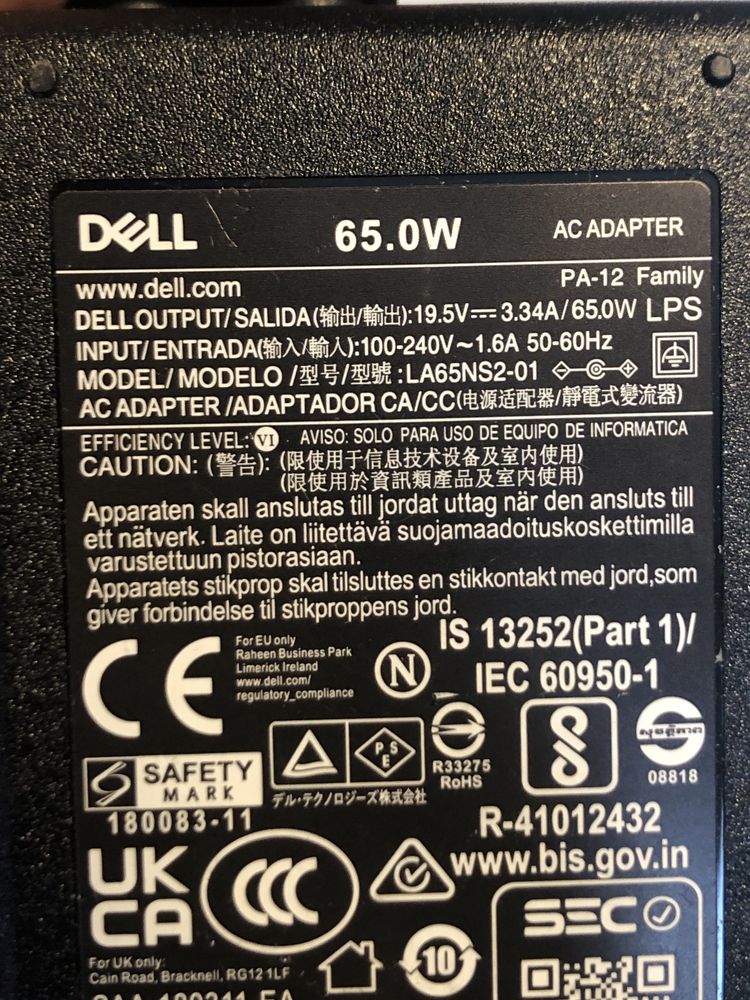 DELL 65.0W AC ADAPTER
www.dell.com PA-12 Family
DELL OUTPUT/ SALIDA(输出/輸出):19.5V⎓3.34A/65.0W LPS
INPUT/ ENTRADA(输入/輸入):100-240V~1.6A 50-60Hz
MODEL/ MODELO /型号/型號:LA65NS2-01
AC ADAPTER /ADAPTADOR CA/CC(电源适配器/靜電式變流器)
EFFICIENCY LEVEL: VI AVISO: SOLO PARA USO DE EQUIPO DE INFORMATICA
CAUTION: (警告): (限使用于信息技术设备及室内使用)
(限使用於資訊類產品及室內使用)
Apparaten skall anslutas till jordat uttag när den ansluts till
ett nätverk. Laite on liitettävä suojamaadoituskoskettimilla
varustettuun pistorasiaan.
Apparatets stikprop skal tilsluttes en stikkontakt med jord,som
giver forbindelse til stikproppens jord.
IS 13252(Part 1)/
IEC 60950-1
CE
For EU only
Raheen Business Park
Limerick Ireland
www.dell.com/
regulatory_compliance
N
SAFETY
MARK
180083-11
PSE
デル・テクノロジーズ株式会社
R33275
RoHS
08818
R-41012432
www.bis.gov.in
UK
CA
CCC
SEC
For UK only:
Cain Road, Bracknell, RG12 1LF
10